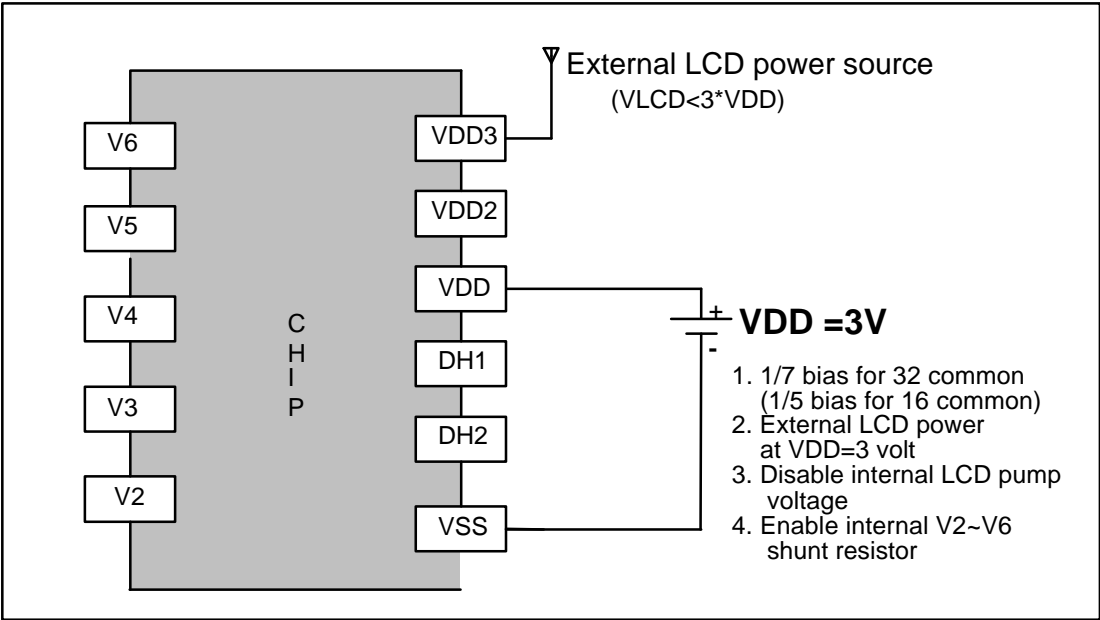 External LCD power source
(VLCD<3*VDD)
V6
V5
V4
V3
V2
C
H
I
P
VDD3
VDD2
VDD
DH1
DH2
VSS
+
-
VDD =3V
1. 1/7 bias for 32 common
(1/5 bias for 16 common)
2. External LCD power
at VDD=3 volt
3. Disable internal LCD pump
voltage
4. Enable internal V2~V6
shunt resistor